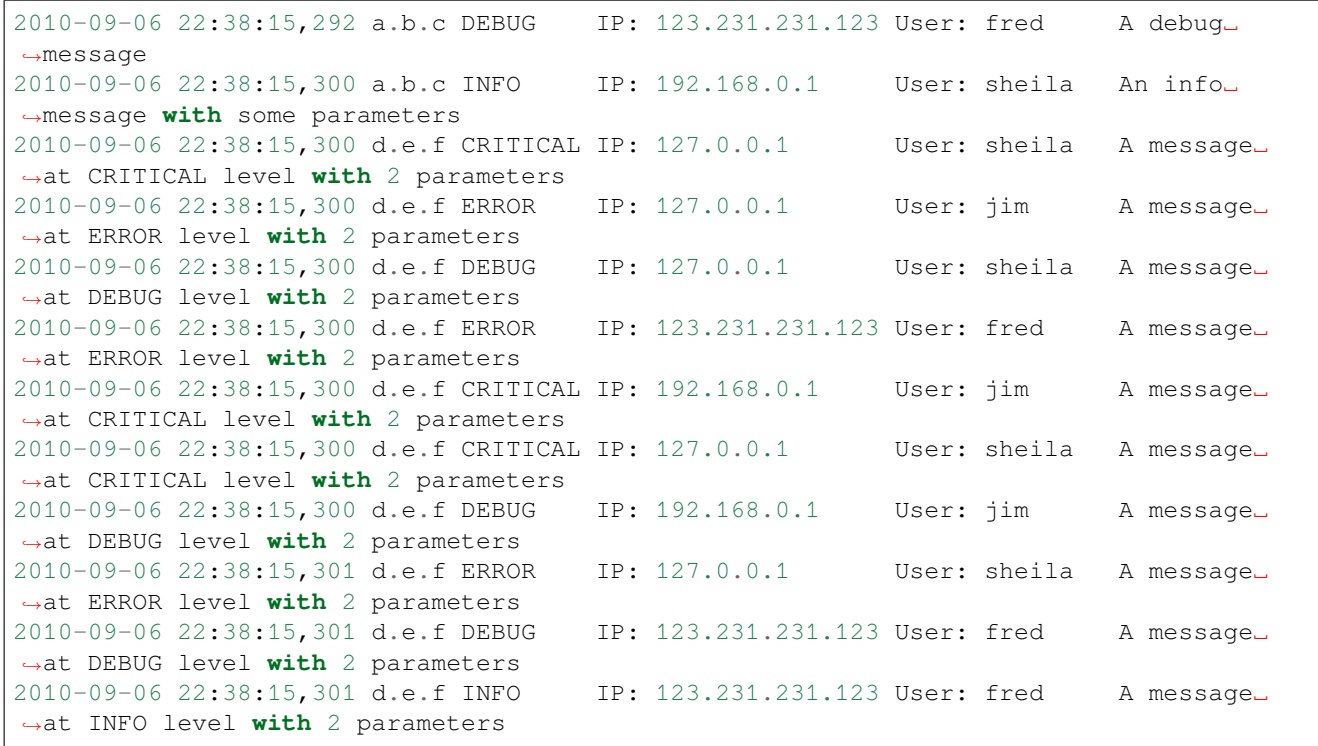 2010-09-06 22:38:15,292 a.b.c DEBUG    IP: 123.231.231.123 User: fred     A debug␣
↪message
2010-09-06 22:38:15,300 a.b.c INFO     IP: 192.168.0.1     User: sheila   An info␣
↪message with some parameters
2010-09-06 22:38:15,300 d.e.f CRITICAL IP: 127.0.0.1       User: sheila   A message␣
↪at CRITICAL level with 2 parameters
2010-09-06 22:38:15,300 d.e.f ERROR    IP: 127.0.0.1       User: jim      A message␣
↪at ERROR level with 2 parameters
2010-09-06 22:38:15,300 d.e.f DEBUG    IP: 127.0.0.1       User: sheila   A message␣
↪at DEBUG level with 2 parameters
2010-09-06 22:38:15,300 d.e.f ERROR    IP: 123.231.231.123 User: fred     A message␣
↪at ERROR level with 2 parameters
2010-09-06 22:38:15,300 d.e.f CRITICAL IP: 192.168.0.1     User: jim      A message␣
↪at CRITICAL level with 2 parameters
2010-09-06 22:38:15,300 d.e.f CRITICAL IP: 127.0.0.1       User: sheila   A message␣
↪at CRITICAL level with 2 parameters
2010-09-06 22:38:15,300 d.e.f DEBUG    IP: 192.168.0.1     User: jim      A message␣
↪at DEBUG level with 2 parameters
2010-09-06 22:38:15,301 d.e.f ERROR    IP: 127.0.0.1       User: sheila   A message␣
↪at ERROR level with 2 parameters
2010-09-06 22:38:15,301 d.e.f DEBUG    IP: 123.231.231.123 User: fred     A message␣
↪at DEBUG level with 2 parameters
2010-09-06 22:38:15,301 d.e.f INFO     IP: 123.231.231.123 User: fred     A message␣
↪at INFO level with 2 parameters